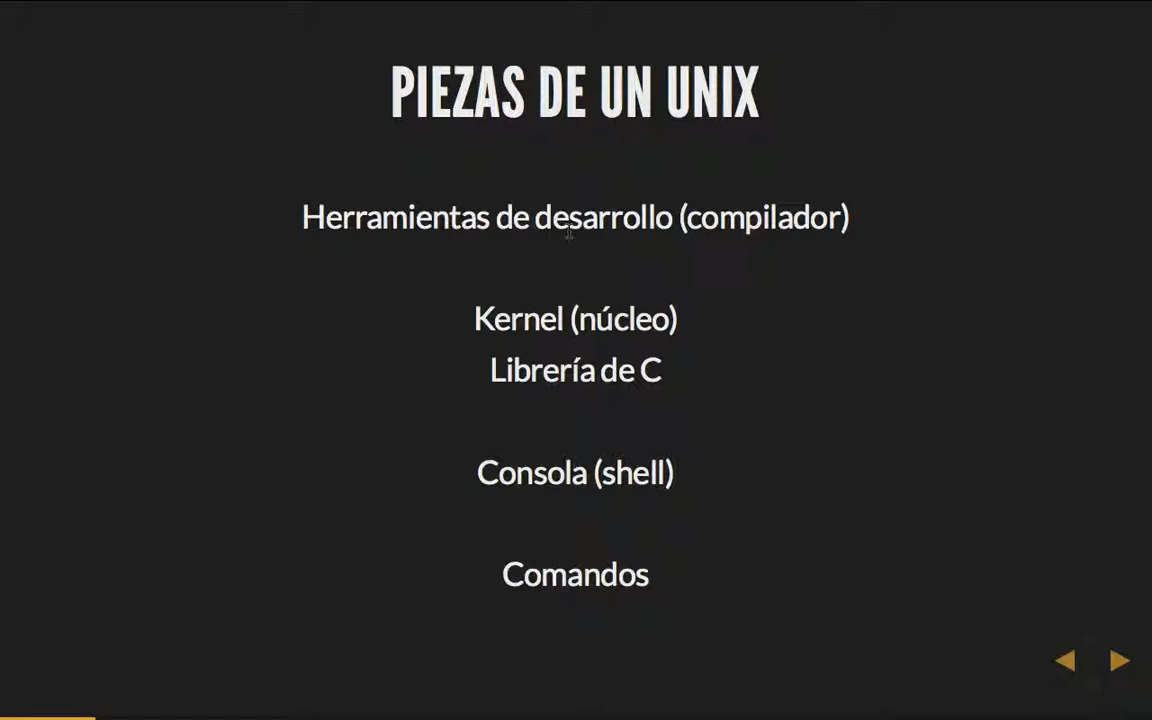 PIEZAS DE UN UNIX
Herramientas de desarrollo (compilador)
Kernel (núcleo)
Librería de C
Consola (shell)
Comandos